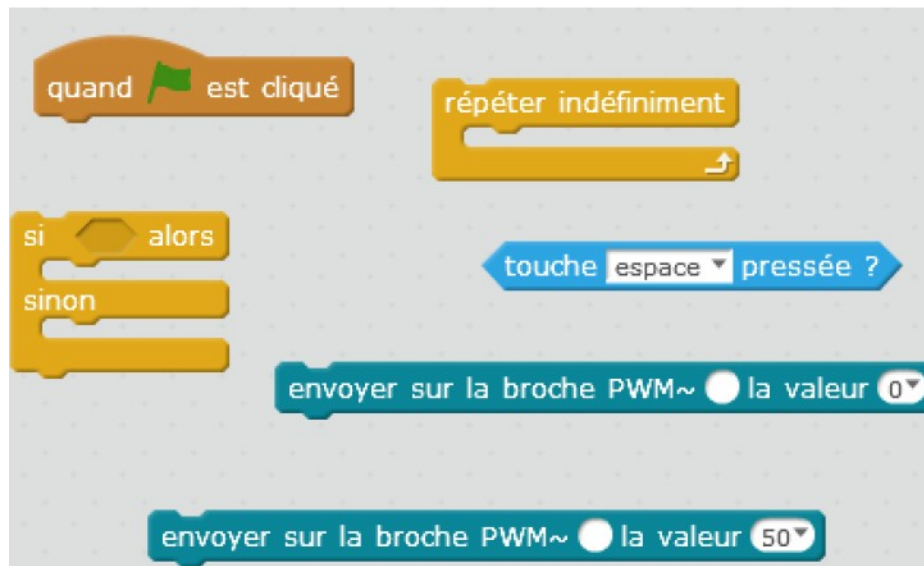 quand est cliqué
répéter indéfiniment
si alors
sinon
touche espace pressée ?
envoyer sur la broche PWM~ la valeur 0
envoyer sur la broche PWM~ la valeur 50